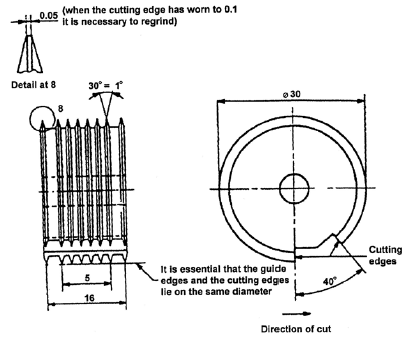 0.05 (when the cutting edge has worn to 0.1
it is necessary to regrind)
Detail at 8
8
30° = 1°
ø 30
Cutting
edges
40°
5
16
It is essential that the guide
edges and the cutting edges
lie on the same diameter
Direction of cut